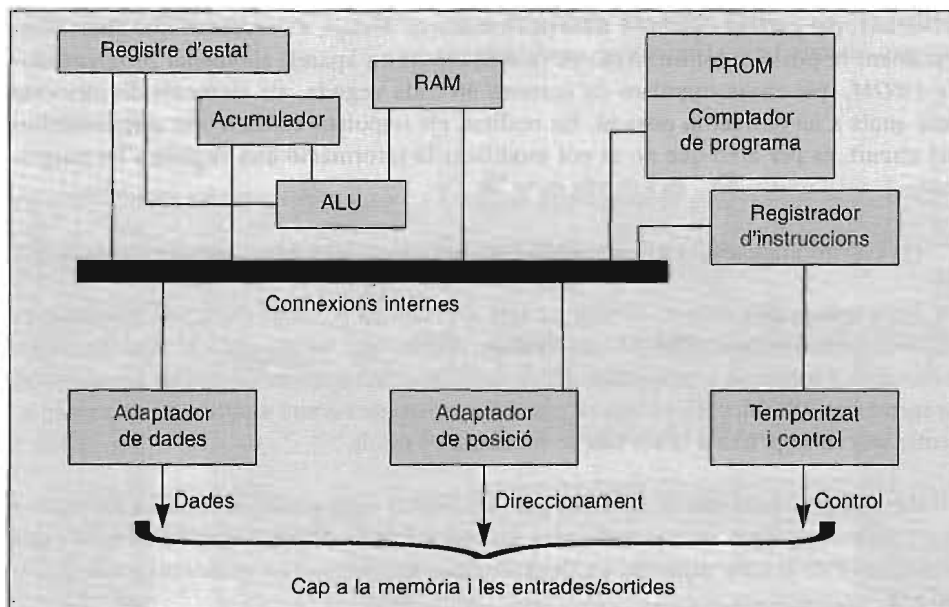 Registre d'estat
RAM
PROM
Acumulador
Comptador
de programa
ALU
Registrador
d'instruccions
Connexions internes
Adaptador
de dades
Adaptador
de posició
Temporitzat
i control
Dades
Direccionament
Control
Cap a la memòria i les entrades/sortides